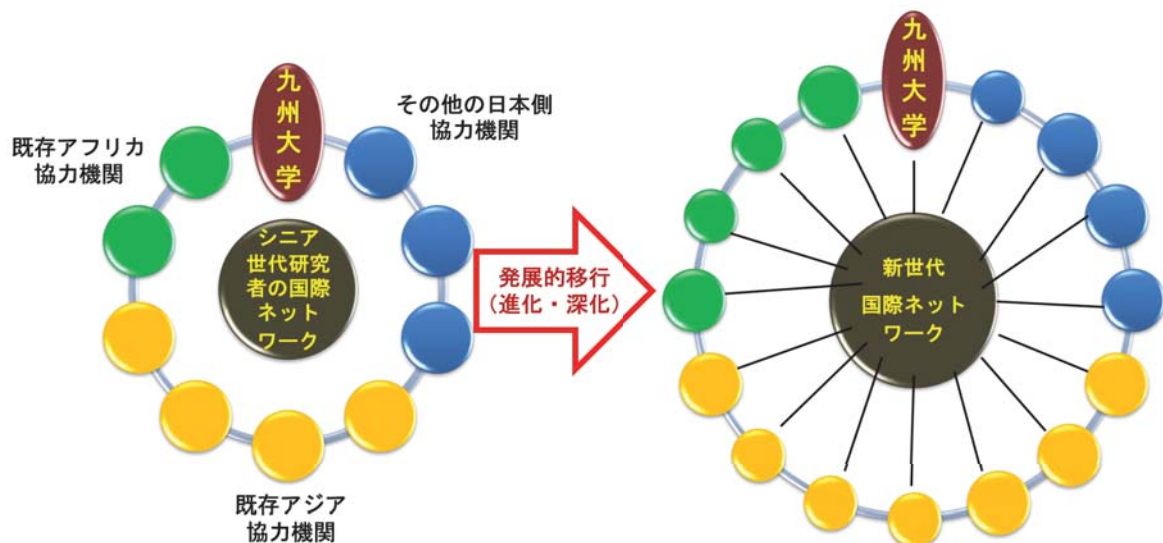 九州大学
その他の日本側
協力機関
既存アフリカ
協力機関
シニア
世代研究
者の国際
ネット
ワーク
既存アジア
協力機関
発展的移行
（進化・深化）
九州大学
新世代
国際ネット
ワーク